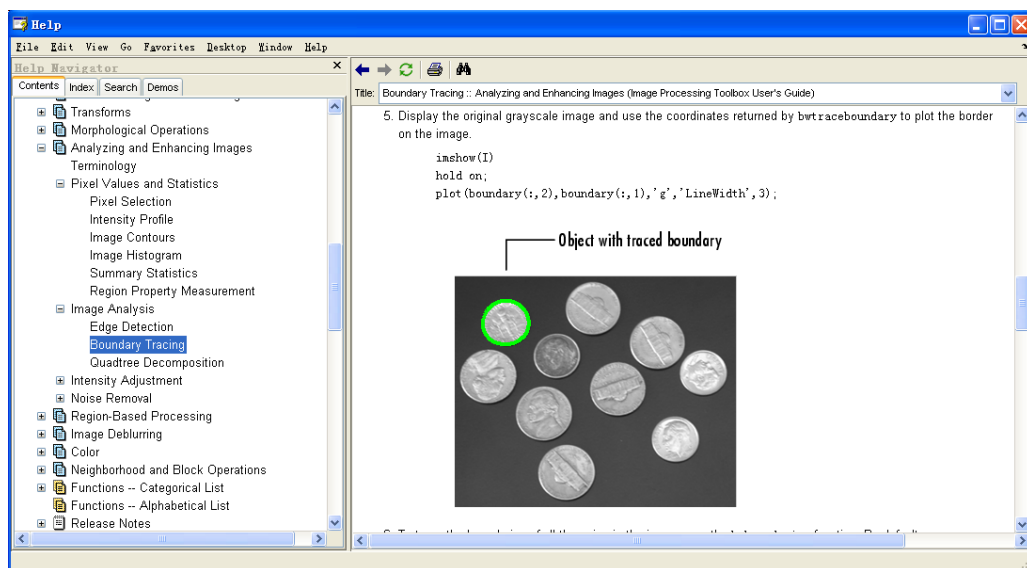 Help
File Edit View Go Favorites Desktop Window Help
Help Navigator
Contents Index Search Demos
Transforms
Morphological Operations
Analyzing and Enhancing Images
Terminology
Pixel Values and Statistics
Pixel Selection
Intensity Profile
Image Contours
Image Histogram
Summary Statistics
Region Property Measurement
Image Analysis
Edge Detection
Boundary Tracing
Quadtree Decomposition
Intensity Adjustment
Noise Removal
Region-Based Processing
Image Deblurring
Color
Neighborhood and Block Operations
Functions -- Categorical List
Functions -- Alphabetical List
Release Notes
Title: Boundary Tracing :: Analyzing and Enhancing Images (Image Processing Toolbox User's Guide)
5. Display the original grayscale image and use the coordinates returned by bwtraceboundary to plot the border
on the image.
imshow(I)
hold on;
plot(boundary(:,2),boundary(:,1),'g','LineWidth',3);
Object with traced boundary